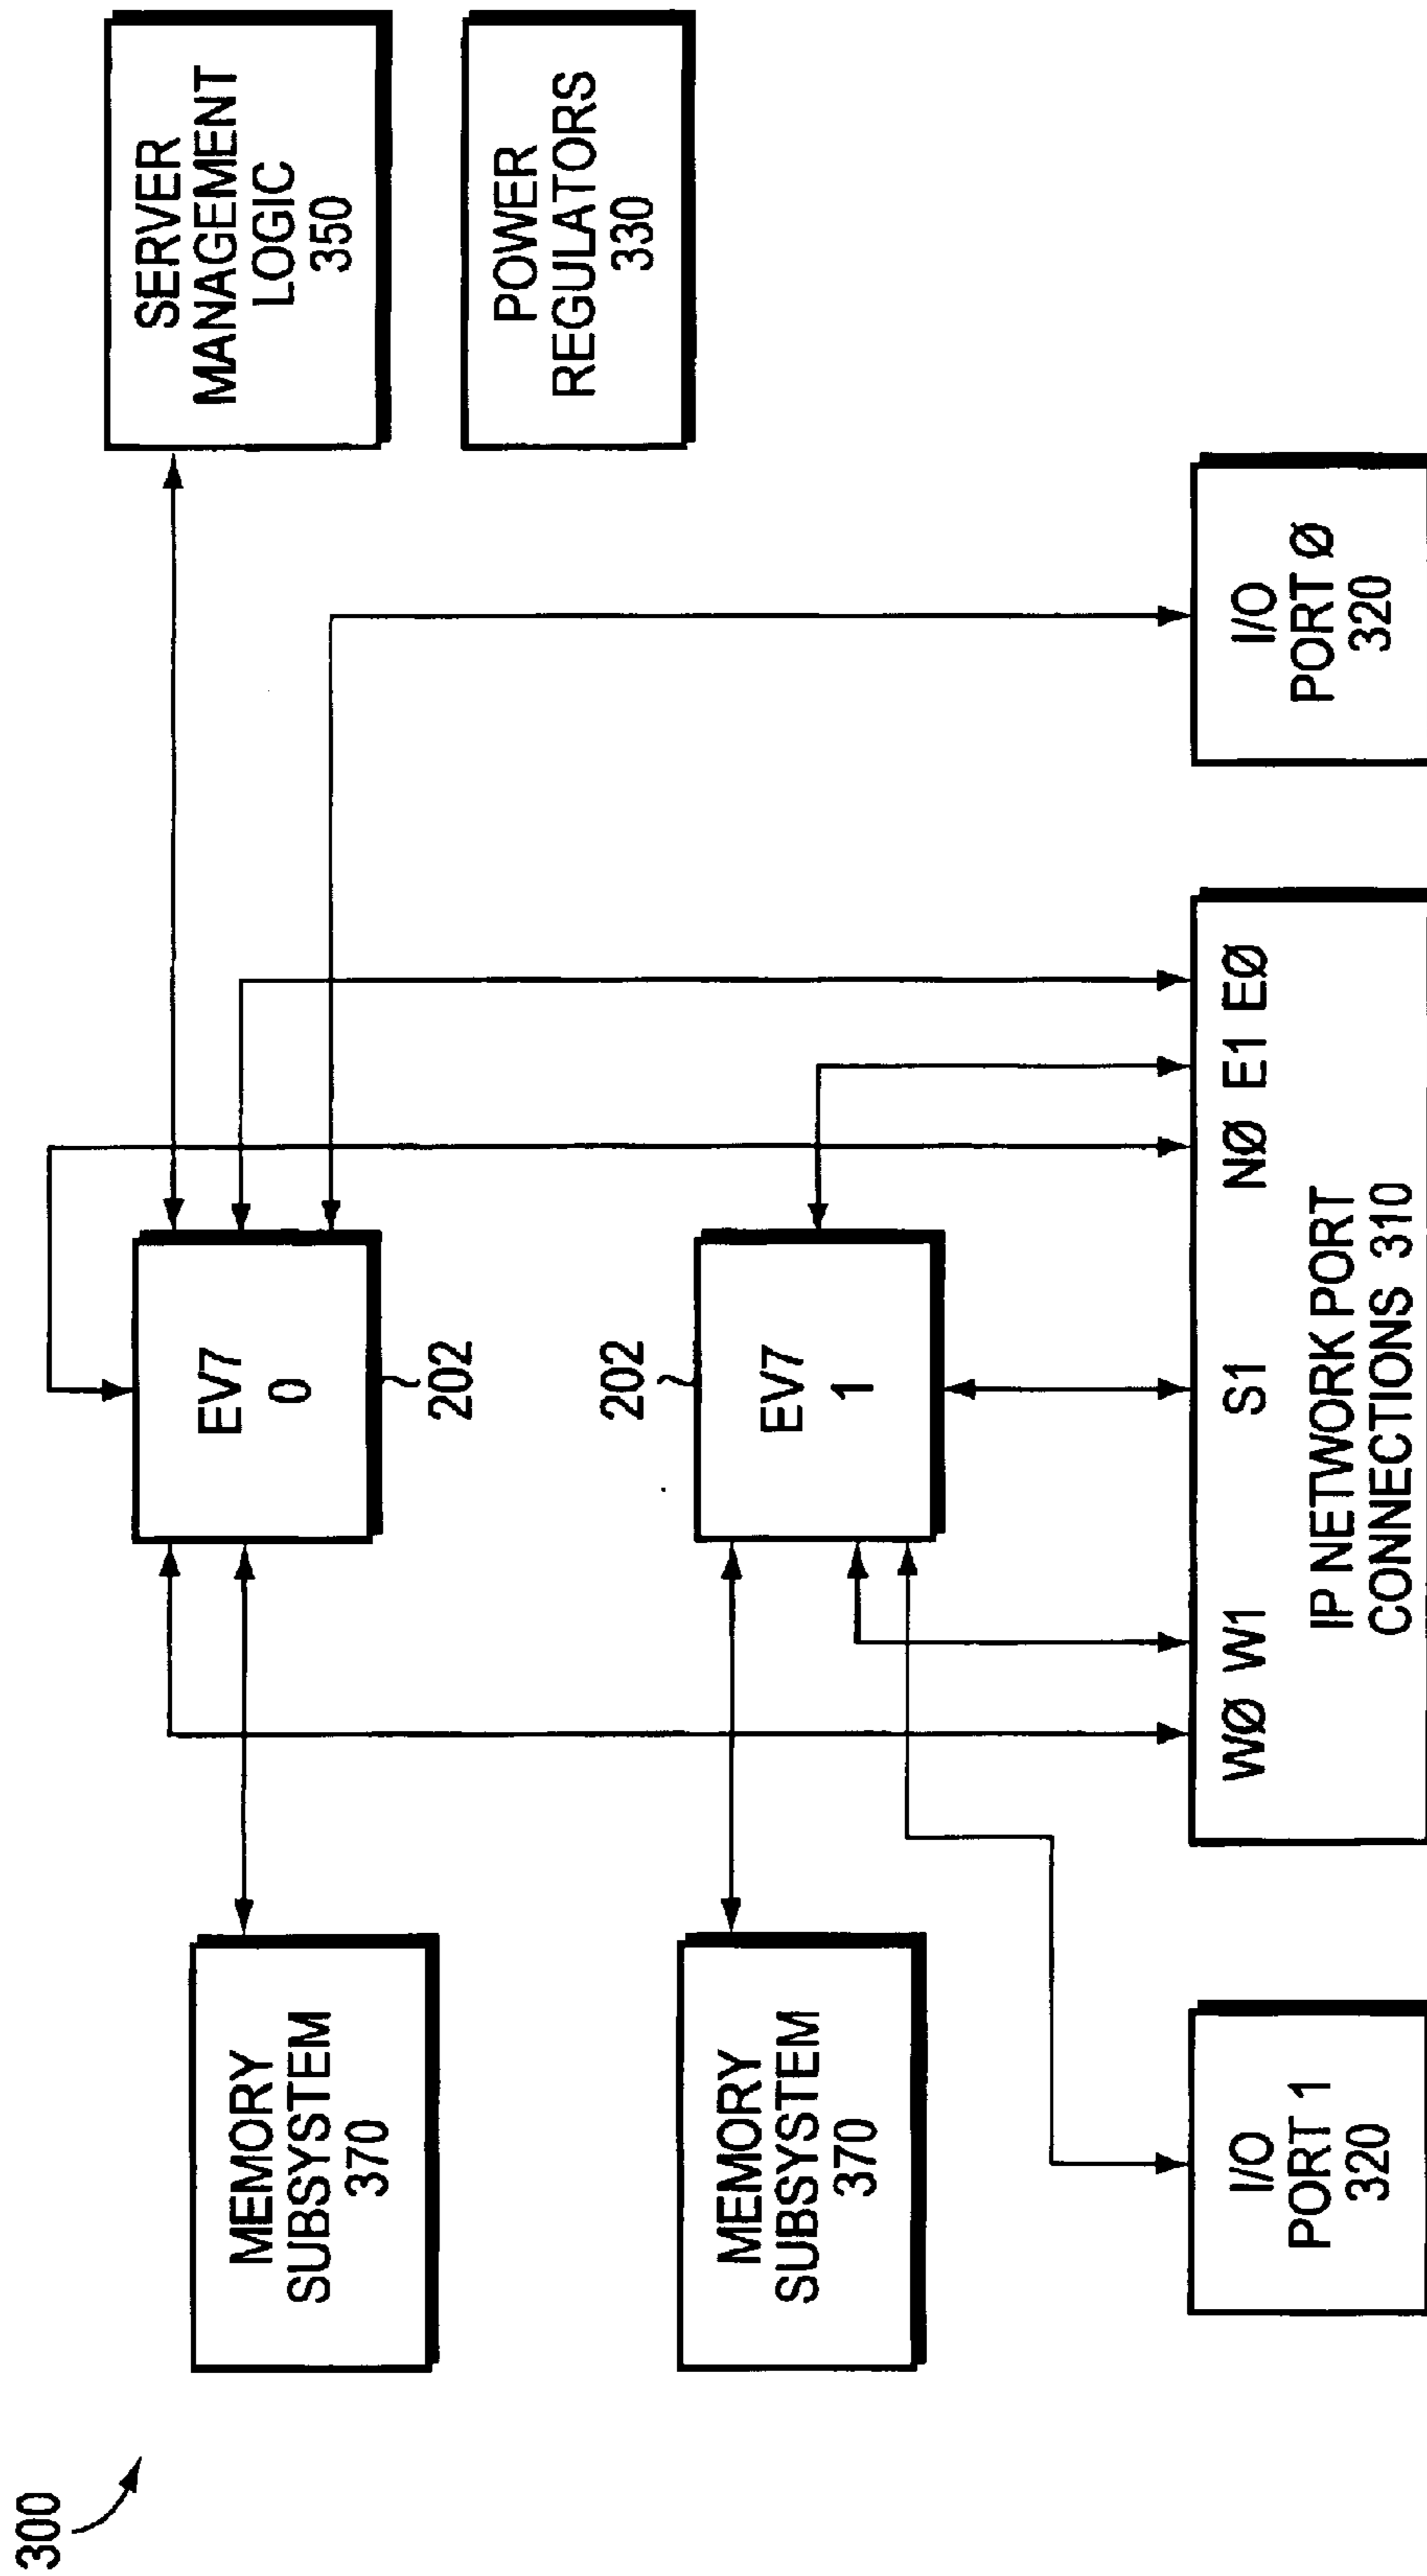 300
MEMORY
SUBSYSTEM
370
EV7
0
202
SERVER
MANAGEMENT
LOGIC
350
POWER
REGULATORS
330
MEMORY
SUBSYSTEM
370
202
EV7
1
I/O
PORT 1
320
WØ W1 S1 NØ E1 EØ
IP NETWORK PORT
CONNECTIONS 310
I/O
PORT Ø
320